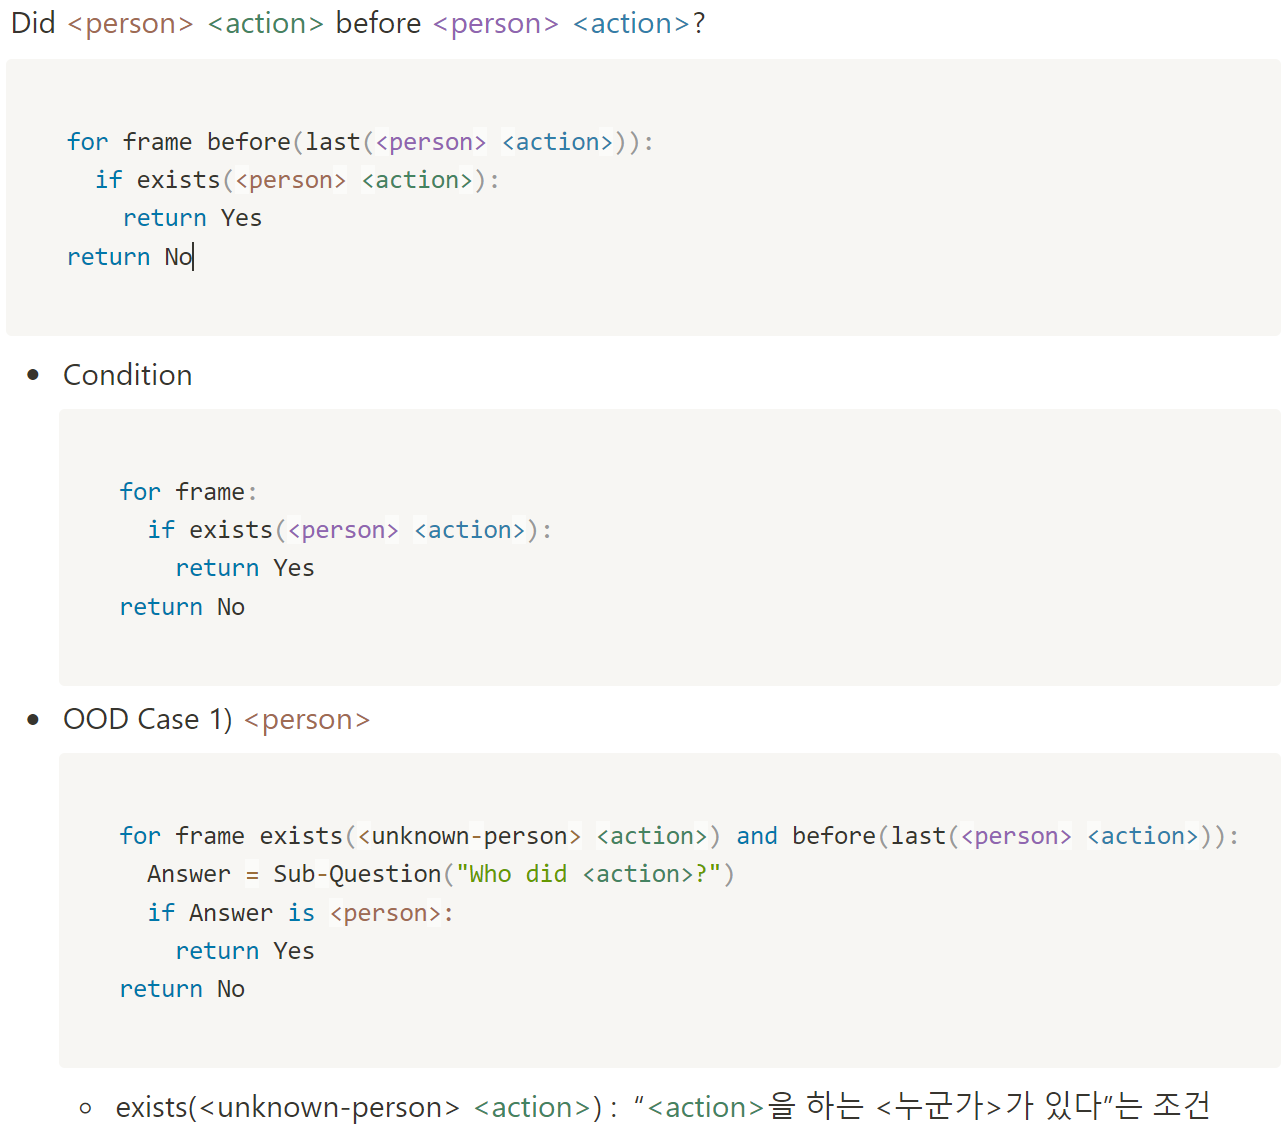 Did <person> <action> before <person> <action>?
for frame before(last(<person> <action>)):
if exists(<person> <action>):
return Yes
return No
• Condition
for frame:
if exists(<person> <action>):
return Yes
return No
• OOD Case 1) <person>
for frame exists(<unknown-person> <action>) and before(last(<person> <action>)):
Answer = Sub-Question("Who did <action>?")
if Answer is <person>:
return Yes
return No
◦ exists(<unknown-person> <action>) : “<action>을 하는 <누군가>가 있다”는 조건